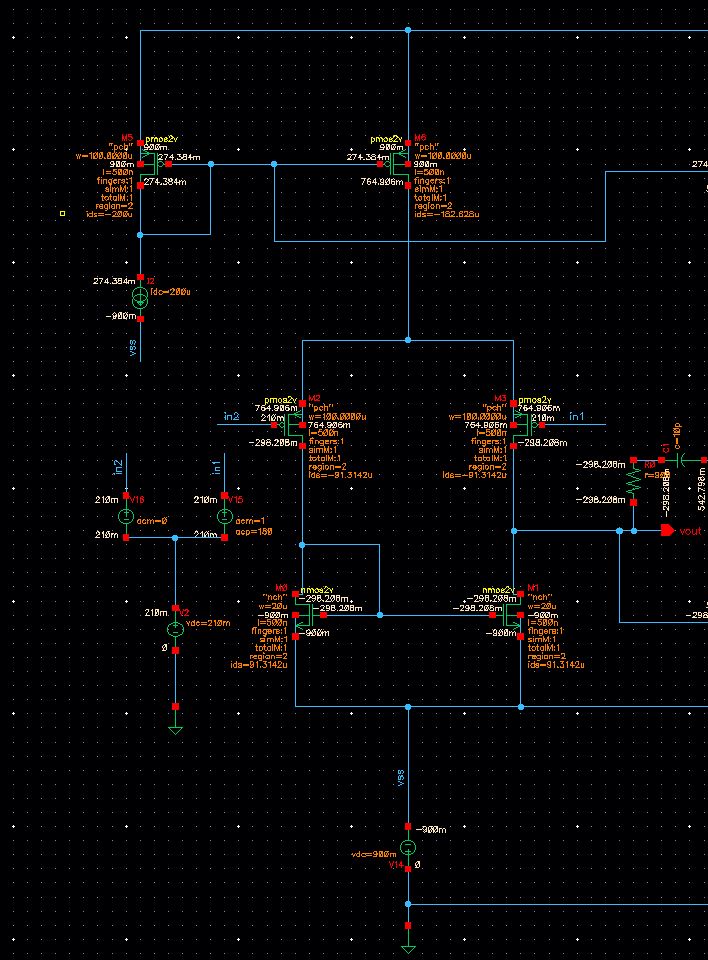 M5
pmos2v
"pch"
900m
w=100.0000u
274.384m
900m
l=500n
fingers:1
274.384m
simM:1
totalM:1
region=2
ids=-200u
pmos2v
M6
900m
"pch"
274.384m
w=100.0000u
900m
l=500n
764.906m
fingers:1
simM:1
totalM:1
region=2
ids=-182.628u
274
274.384m
I2
idc=200u
-900m
vss
pmos2v
M2
764.906m
"pch"
in2
210m
w=100.0000u
764.906m
l=500n
-298.208m
fingers:1
simM:1
totalM:1
region=2
ids=-91.3142u
M3
pmos2v
764.906m
"pch"
w=100.0000u
210m
in1
764.906m
l=500n
-298.208m
fingers:1
simM:1
totalM:1
region=2
ids=-91.3142u
in2
in1
210m
V16
acm=0
210m
210m
V15
acm=1
acp=180
210m
210m
V2
vdc=210m
0
-298.208m
R0
-298.208m
C1
c=10p
-298.208m
542.790m
vout
M0
nmos2v
-298.208m
"nch"
-298.208m
w=20u
-900m
l=500n
-900m
fingers:1
simM:1
totalM:1
region=2
ids=91.3142u
nmos2v
M1
-298.208m
"nch"
-298.208m
w=20u
-900m
l=500n
-900m
fingers:1
simM:1
totalM:1
region=2
ids=91.3142u
-298
vss
-900m
vdc=900m
V14
0